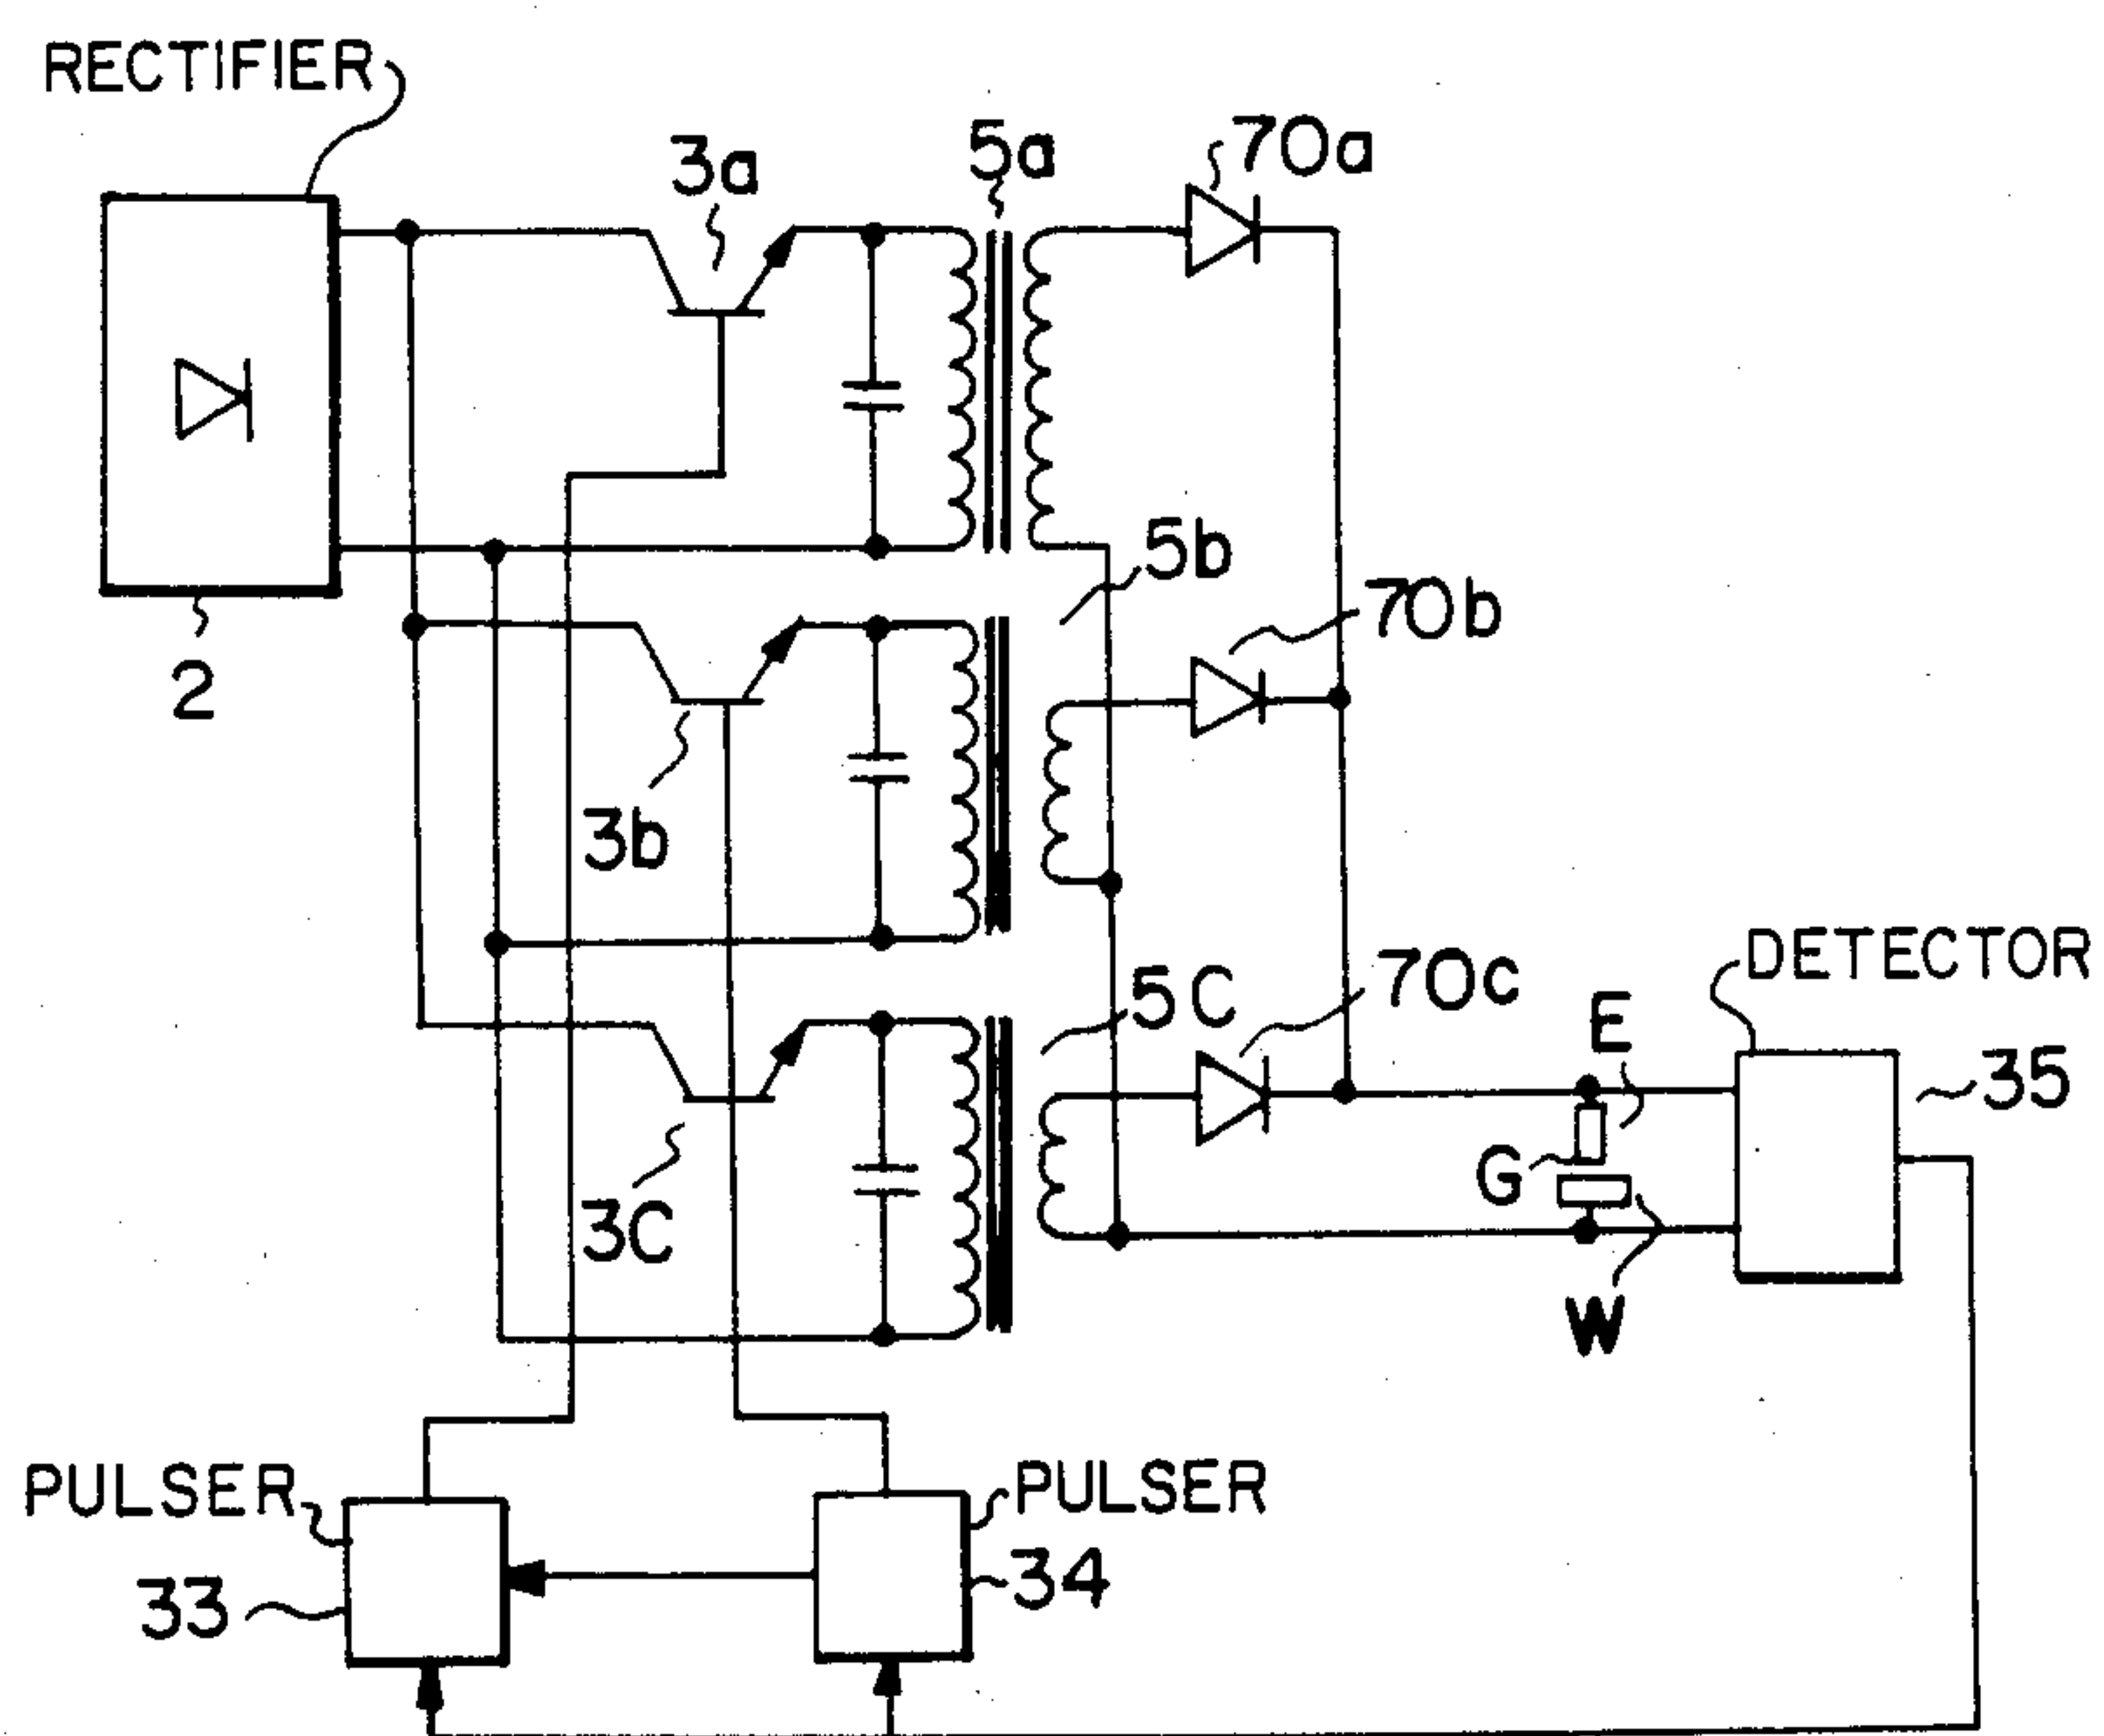 RECTIFIER
3a
5a
70a
5b
70b
2
3b
DETECTOR
5C
70c
E
35
G
3C
W
PULSER
PULSER
34
33